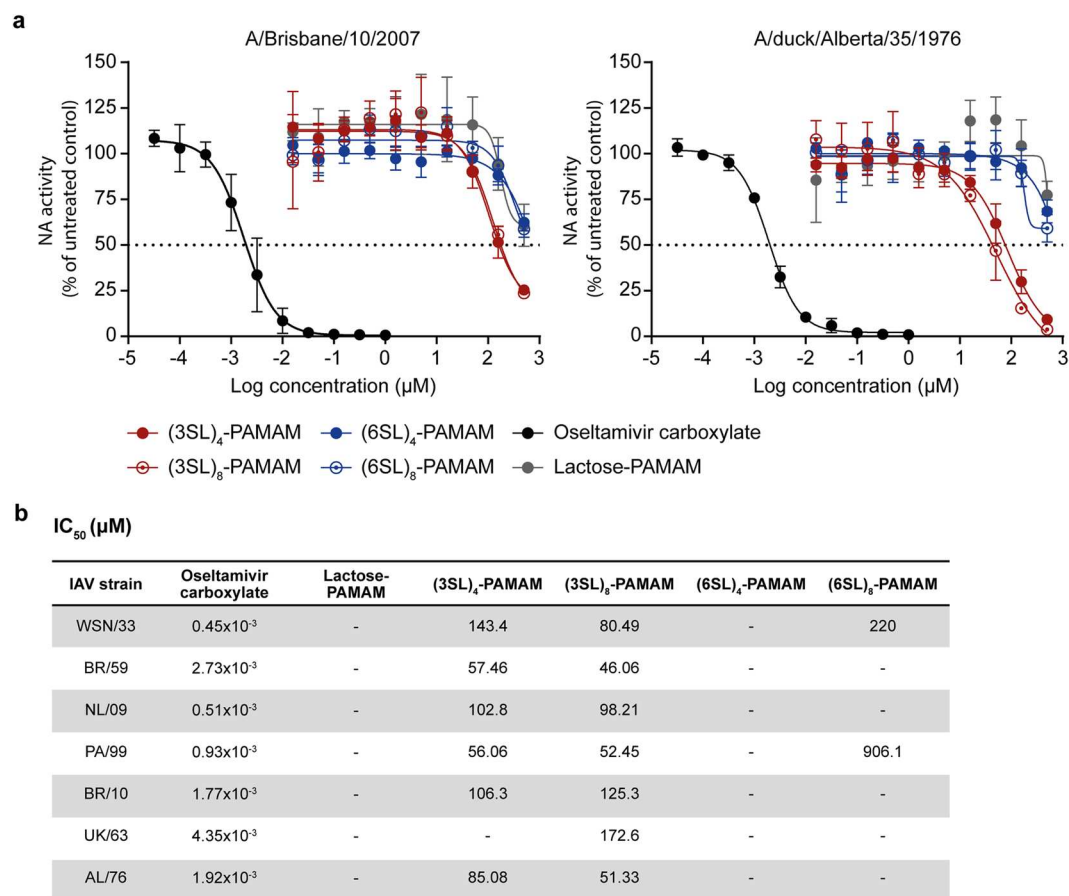 a
A/Brisbane/10/2007
A/duck/Alberta/35/1976
NA activity
(% of untreated control)
150
125
100
75
50
25
0
-5 -4 -3 -2 -1 0 1 2 3
Log concentration (µM)
NA activity
(% of untreated control)
150
125
100
75
50
25
0
-5 -4 -3 -2 -1 0 1 2 3
Log concentration (µM)
(3SL)₄-PAMAM (6SL)₄-PAMAM Oseltamivir carboxylate
(3SL)₈-PAMAM (6SL)₈-PAMAM Lactose-PAMAM
b
IC₅₀ (µM)
IAV strain Oseltamivir carboxylate Lactose-PAMAM (3SL)₄-PAMAM (3SL)₈-PAMAM (6SL)₄-PAMAM (6SL)₈-PAMAM
WSN/33 0.45x10⁻³ - 143.4 80.49 - 220
BR/59 2.73x10⁻³ - 57.46 46.06 - -
NL/09 0.51x10⁻³ - 102.8 98.21 - -
PA/99 0.93x10⁻³ - 56.06 52.45 - 906.1
BR/10 1.77x10⁻³ - 106.3 125.3 - -
UK/63 4.35x10⁻³ - - 172.6 - -
AL/76 1.92x10⁻³ - 85.08 51.33 - -